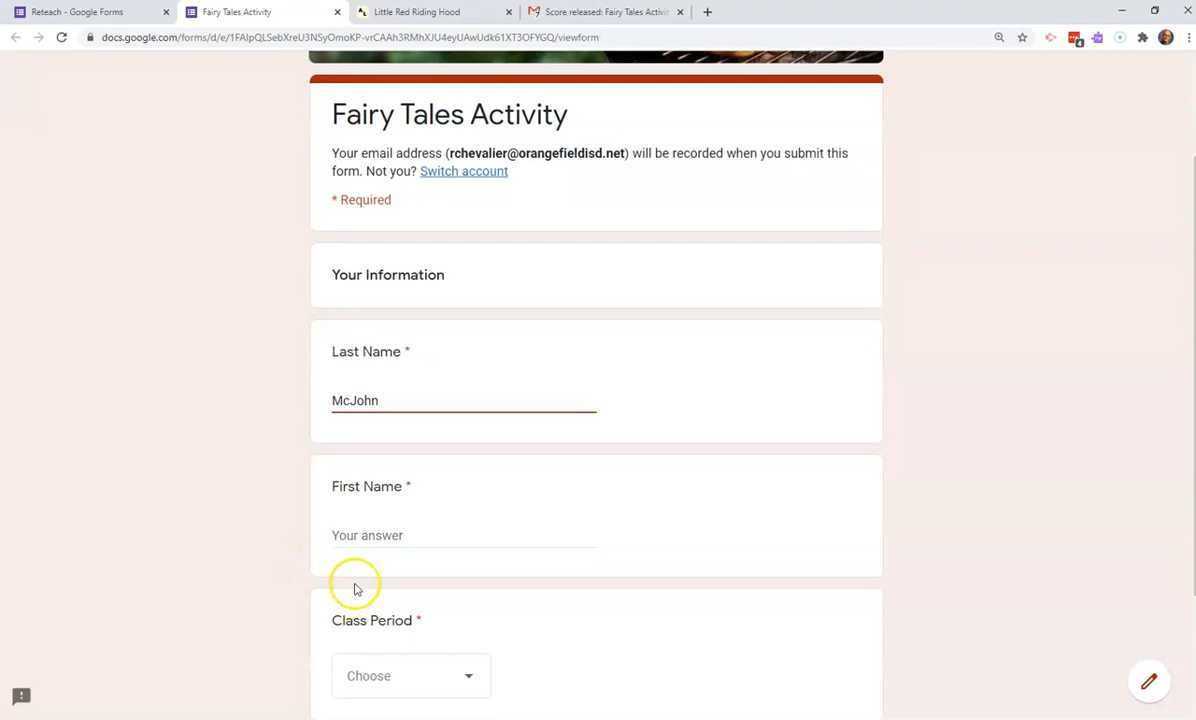 Reteach - Google Forms
Fairy Tales Activity
Little Red Riding Hood
Score released: Fairy Tales Activit
docs.google.com/forms/d/e/1FAIpQLSebXreU3NSyOmoKP-vrCAAh3RMhXJU4eyUAwUdk61XT3OFYGQ/viewform
4
Fairy Tales Activity
Your email address (rchevalier@orangefieldisd.net) will be recorded when you submit this
form. Not you? Switch account
* Required
Your Information
Last Name *
McJohn
First Name *
Your answer
Class Period *
Choose